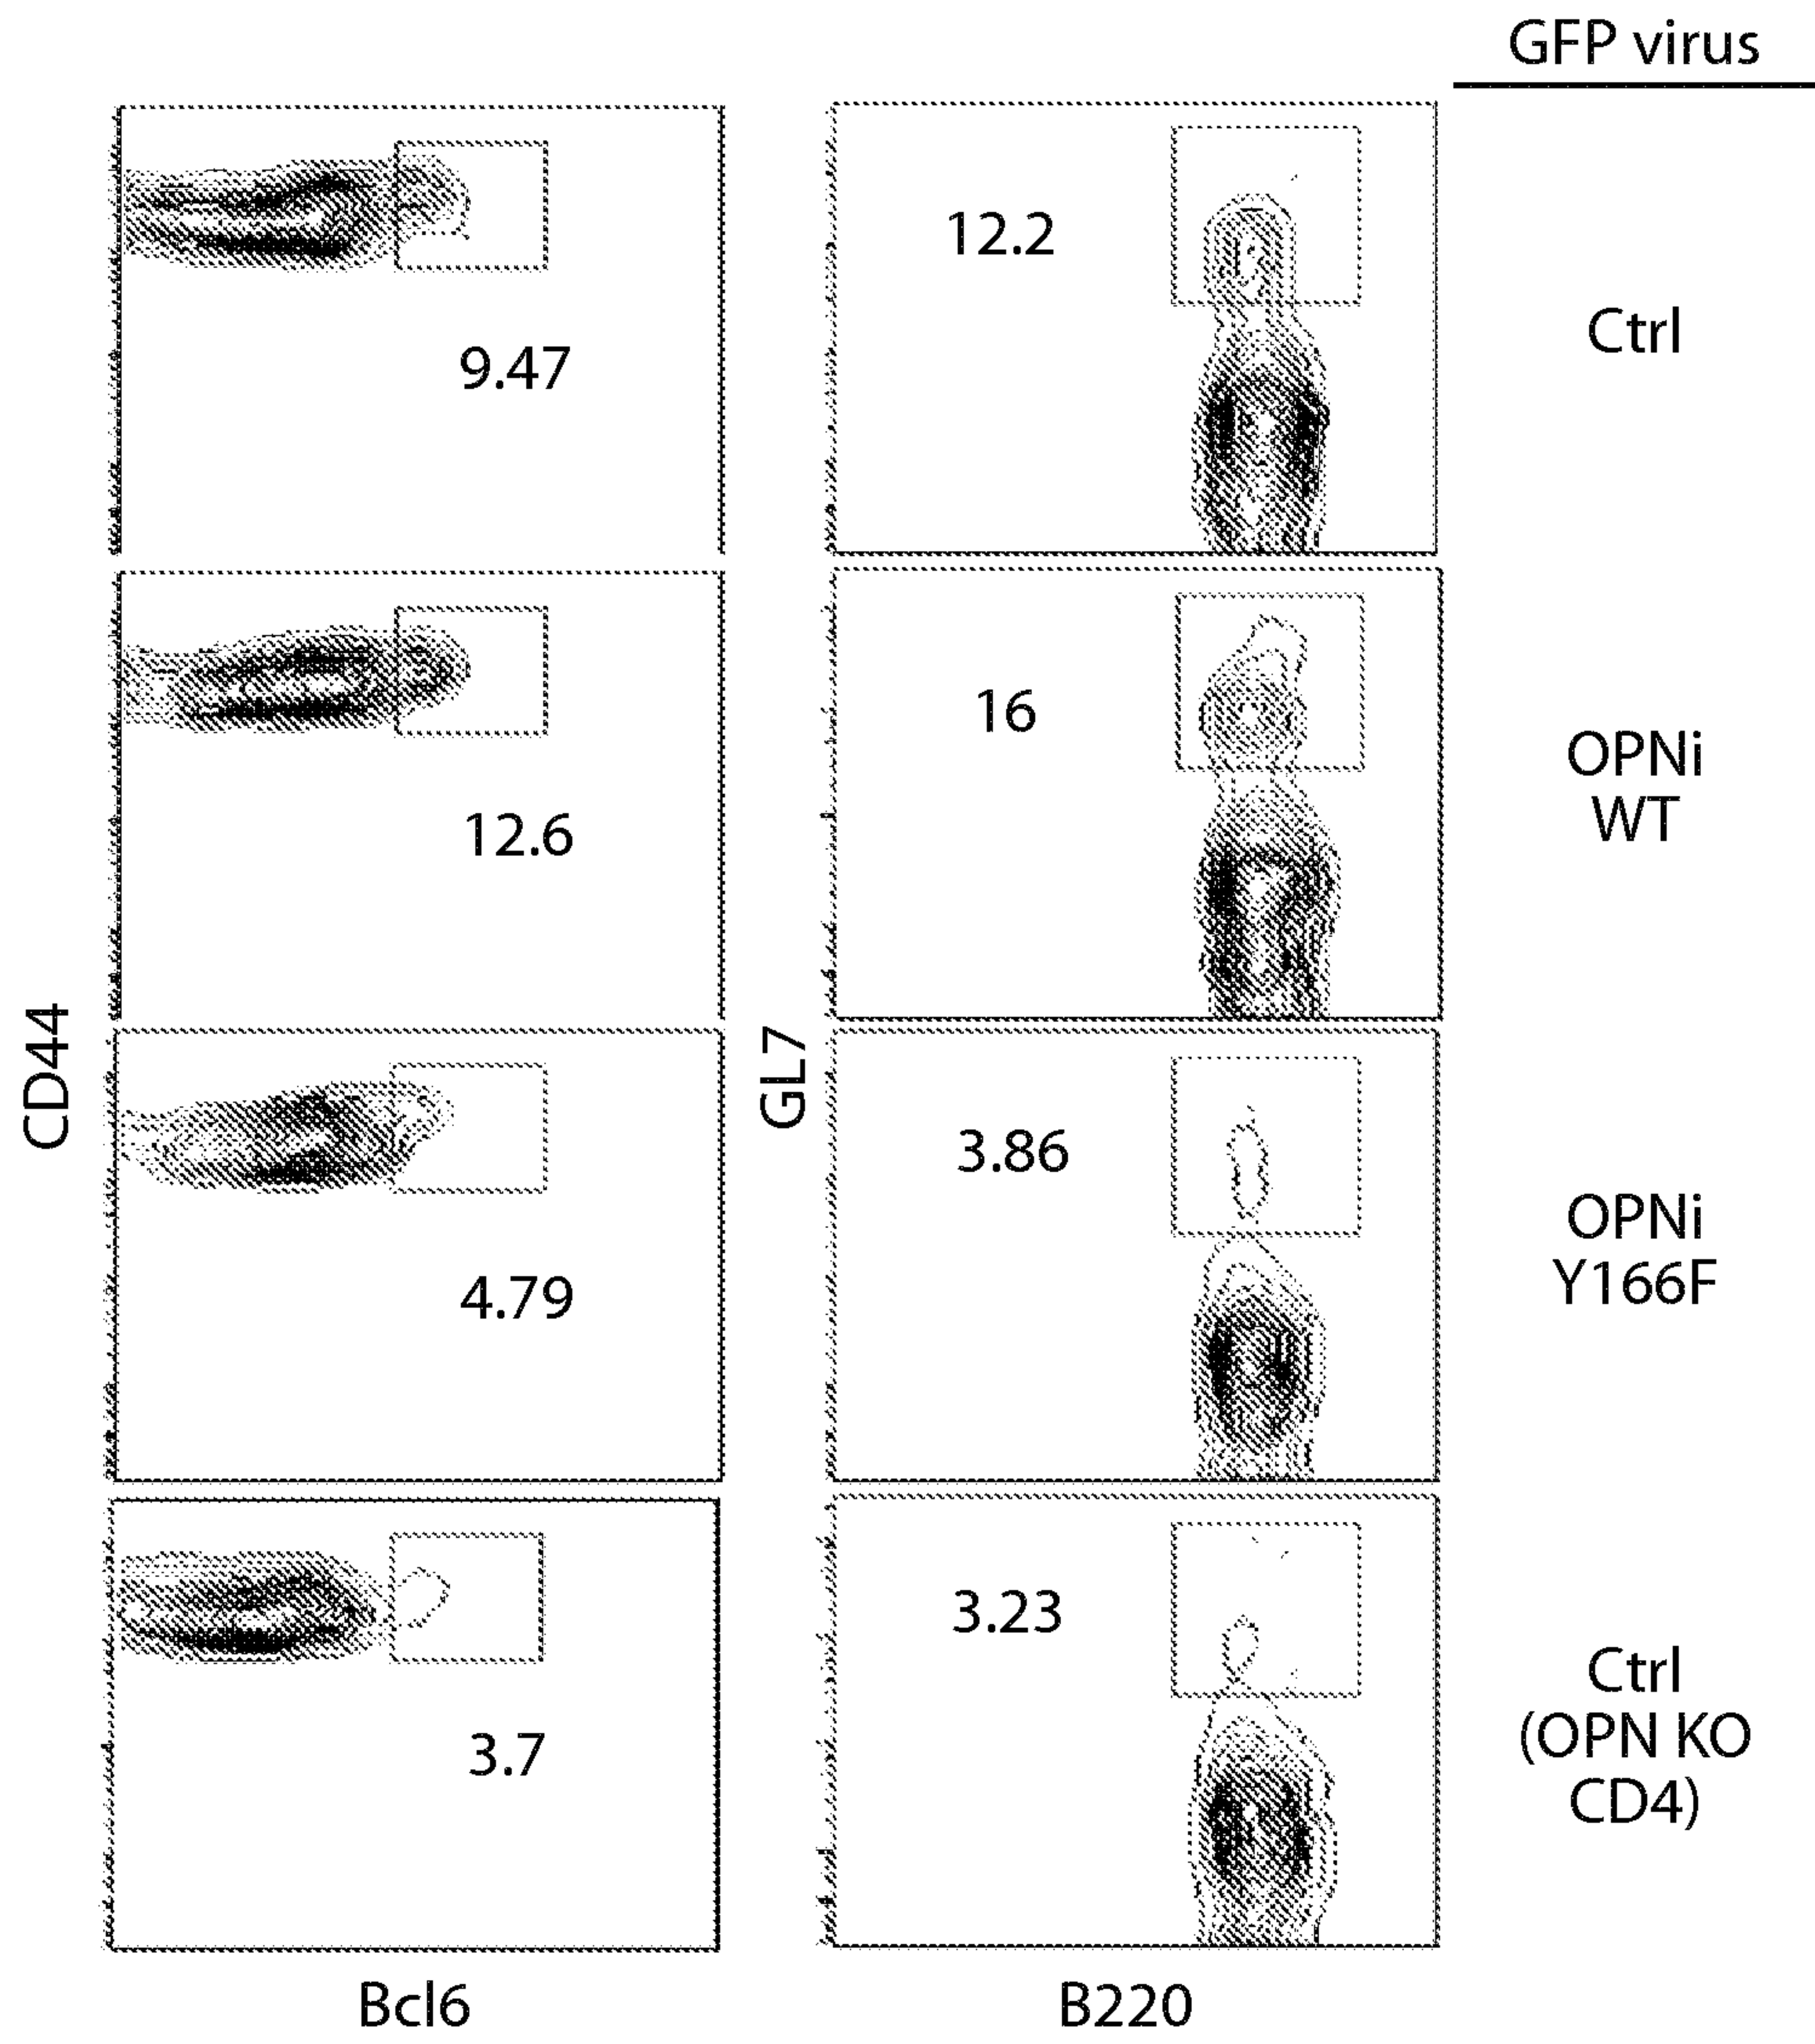 GFP virus
9.47
12.2
Ctrl
12.6
16
OPNi
WT
CD44
4.79
GL7
3.86
OPNi
Y166F
3.7
3.23
Ctrl
(OPN KO
CD4)
Bcl6
B220